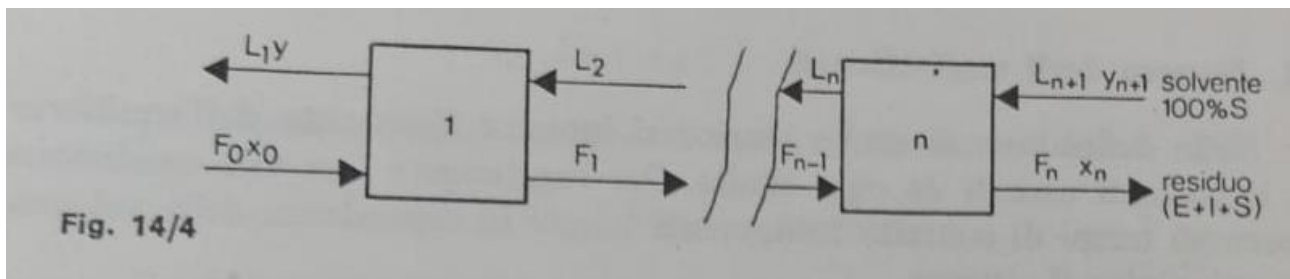 L₁y
L₂
Lₙ
Lₙ₊₁ yₙ₊₁ solvente
100%S
1
n
F₀x₀
F₁
Fₙ₋₁
Fₙ xₙ
residuo
(E+I+S)
Fig. 14/4